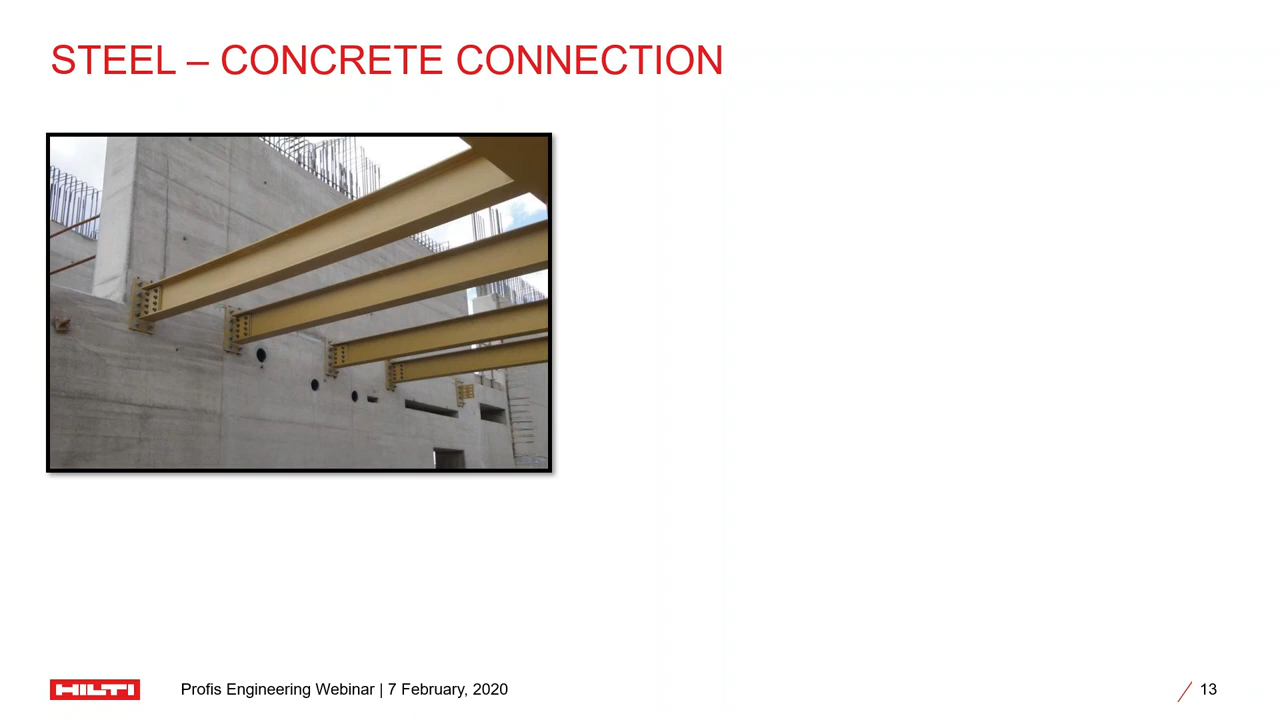 STEEL – CONCRETE CONNECTION
HILTI
Profis Engineering Webinar | 7 February, 2020
13